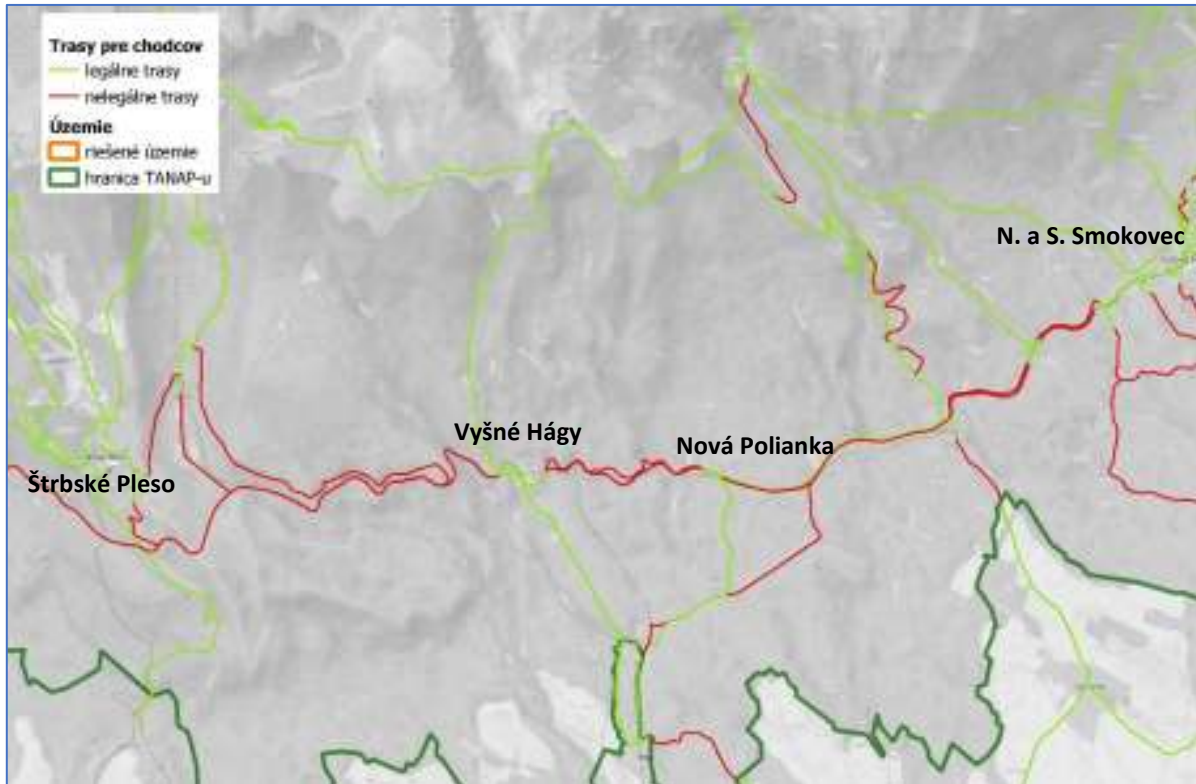 Trasy pre chodcov
legálne trasy
nelegálne trasy
Územie
riešené územie
hranica TANAP-u
N. a S. Smokovec
Vyšné Hágy
Nová Polianka
Štrbské Pleso